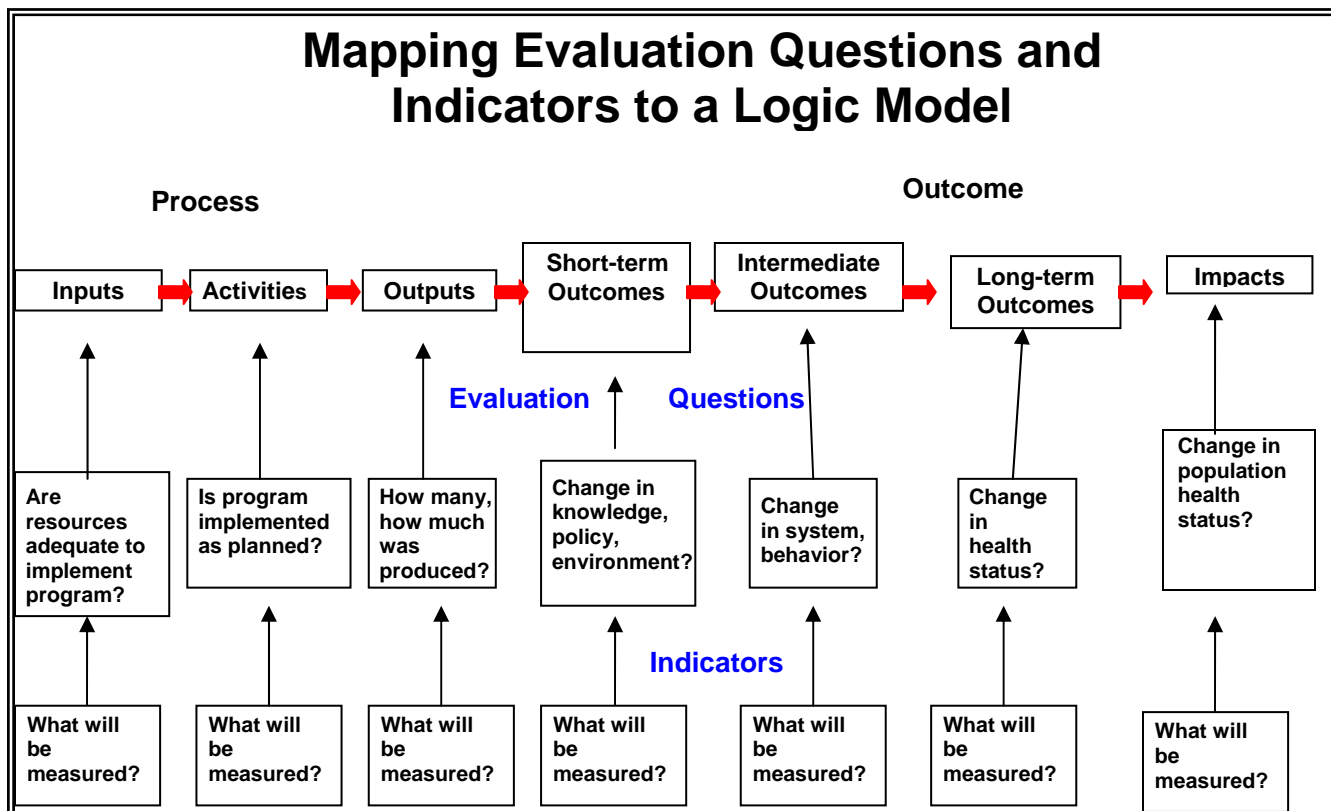 Mapping Evaluation Questions and
Indicators to a Logic Model
Process
Outcome
Inputs
Activities
Outputs
Short-term
Outcomes
Intermediate
Outcomes
Long-term
Outcomes
Impacts
Evaluation Questions
Are
resources
adequate to
implement
program?
Is program
implemented
as planned?
How many,
how much
was
produced?
Change in
knowledge,
policy,
environment?
Change
in system,
behavior?
Change
in
health
status?
Change in
population
health
status?
Indicators
What will
be
measured?
What will
be
measured?
What will
be
measured?
What will
be
measured?
What will
be
measured?
What will
be
measured?
What will
be
measured?